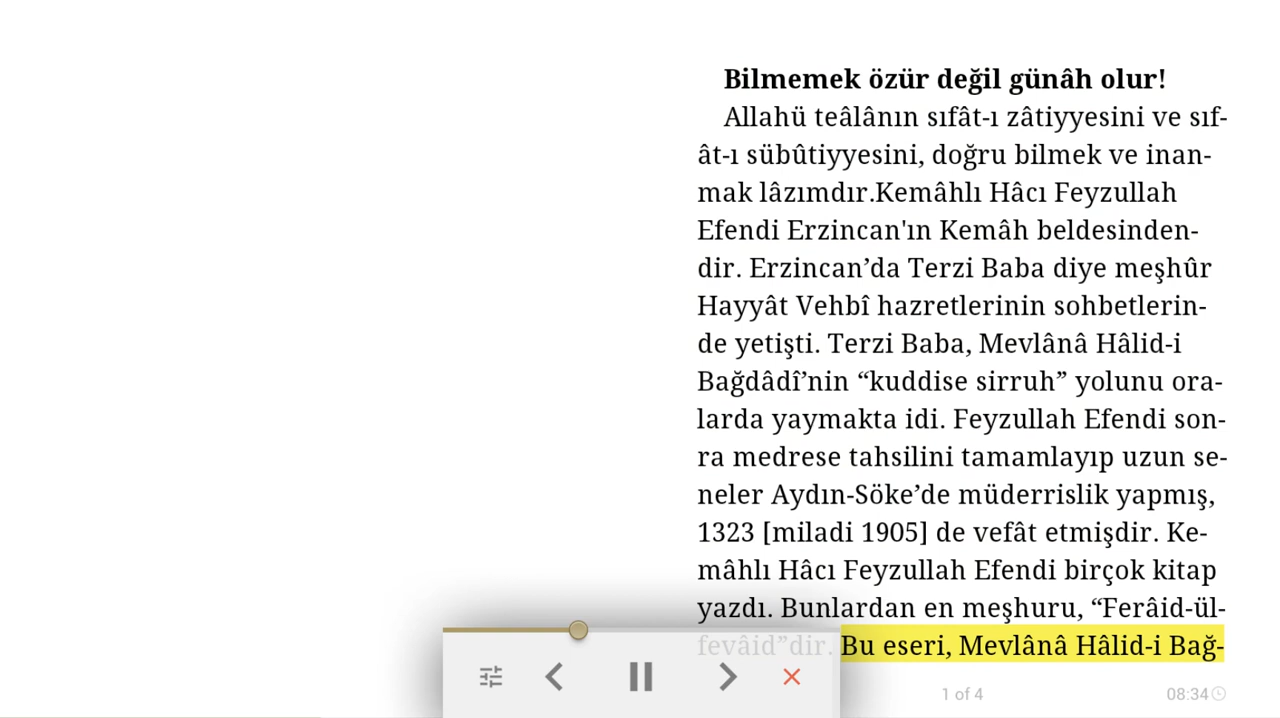 Bilmemek özür değil günâh olur!
Allahü teâlânın sıfât-ı zâtiyyesini ve sıf-
ât-ı sübûtiyyesini, doğru bilmek ve inan-
mak lâzımdır.Kemâhlı Hâcı Feyzullah
Efendi Erzincan'ın Kemâh beldesinden-
dir. Erzincan’da Terzi Baba diye meşhûr
Hayyât Vehbî hazretlerinin sohbetlerin-
de yetişti. Terzi Baba, Mevlânâ Hâlid-i
Bağdâdî’nin “kuddise sirruh” yolunu ora-
larda yaymakta idi. Feyzullah Efendi son-
ra medrese tahsilini tamamlayıp uzun se-
neler Aydın-Söke’de müderrislik yapmış,
1323 [miladi 1905] de vefât etmişdir. Ke-
mâhlı Hâcı Feyzullah Efendi birçok kitap
yazdı. Bunlardan en meşhuru, “Ferâid-ül-
fevâid”dir. Bu eseri, Mevlânâ Hâlid-i Bağ-
1 of 4 08:34